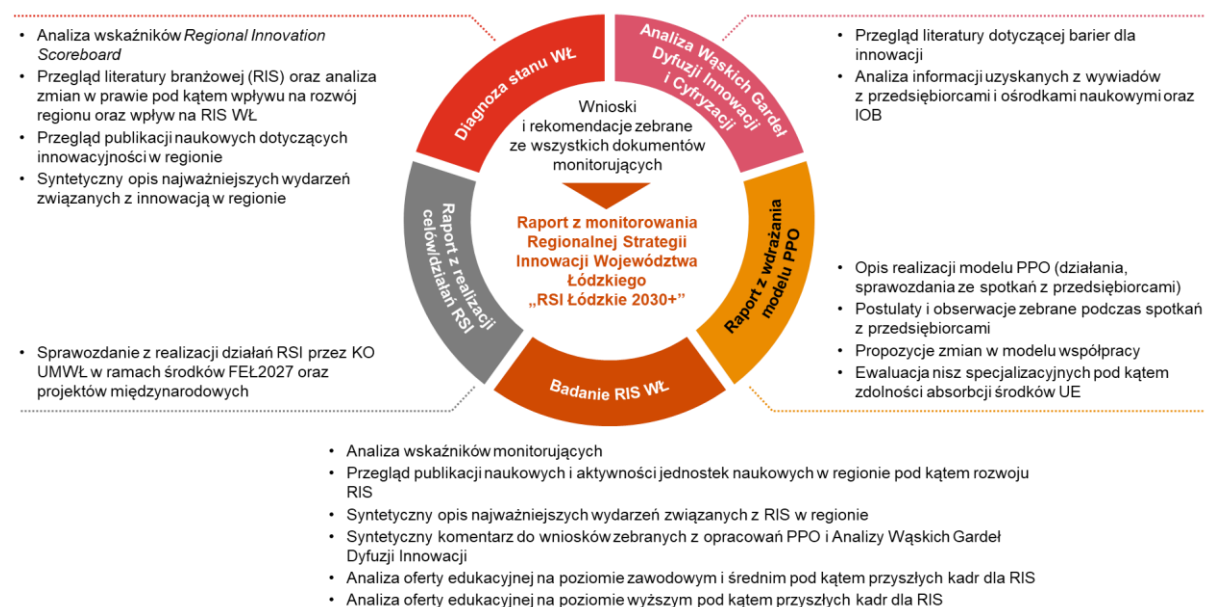 • Analiza wskaźników Regional Innovation
Scoreboard
• Przegląd literatury branżowej (RIS) oraz analiza
zmian w prawie pod kątem wpływu na rozwój
regionu oraz wpływ na RIS WŁ
• Przegląd publikacji naukowych dotyczących
innowacyjności w regionie
• Syntetyczny opis najważniejszych wydarzeń
związanych z innowacją w regionie
Diagnoza stanu WŁ
Analiza Wąskich Gardeł
Dyfuzji Innowacji
i Cyfryzacji
• Przegląd literatury dotyczącej barier dla
innowacji
• Analiza informacji uzyskanych z wywiadów
z przedsiębiorcami i ośrodkami naukowymi oraz
IOB
Wnioski
i rekomendacje zebrane
ze wszystkich dokumentów
monitorujących
Raport z monitorowania
Regionalnej Strategii
Innowacji Województwa
Łódzkiego
„RSI Łódzkie 2030+”
Raport z realizacji
celów/działań RSI
Raport z wdrażania
modelu PPO
• Sprawozdanie z realizacji działań RSI przez KO
UMWŁ w ramach środków FEŁ2027 oraz
projektów międzynarodowych
• Opis realizacji modelu PPO (działania,
sprawozdania ze spotkań z przedsiębiorcami)
• Postulaty i obserwacje zebrane podczas spotkań
z przedsiębiorcami
• Propozycje zmian w modelu współpracy
• Ewaluacja nisz specjalizacyjnych pod kątem
zdolności absorbcji środków UE
Badanie RIS WŁ
• Analiza wskaźników monitorujących
• Przegląd publikacji naukowych i aktywności jednostek naukowych w regionie pod kątem rozwoju
RIS
• Syntetyczny opis najważniejszych wydarzeń związanych z RIS w regionie
• Syntetyczny komentarz do wniosków zebranych z opracowań PPO i Analizy Wąskich Gardeł
Dyfuzji Innowacji
• Analiza oferty edukacyjnej na poziomie zawodowym i średnim pod kątem przyszłych kadr dla RIS
• Analiza oferty edukacyjnej na poziomie wyższym pod kątem przyszłych kadr dla RIS